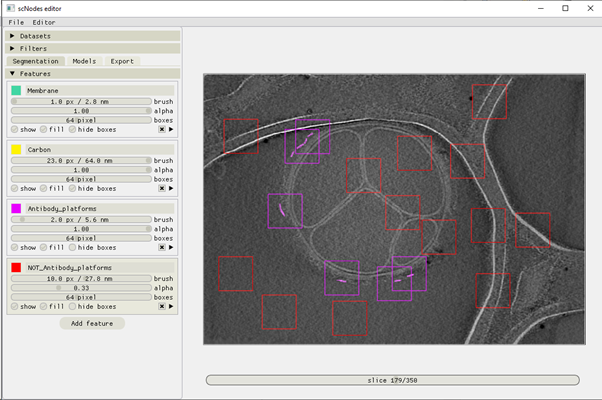 scNodes editor
File Editor
Datasets
Filters
Segmentation Models Export
Features
Membrane
1.0 px / 2.8 nm brush
1.00 alpha
64 pixel boxes
show fill hide boxes
Carbon
23.0 px / 64.0 nm brush
1.00 alpha
64 pixel boxes
show fill hide boxes
Antibody_platforms
2.0 px / 5.6 nm brush
1.00 alpha
64 pixel boxes
show fill hide boxes
NOT_Antibody_platforms
10.0 px / 27.8 nm brush
0.33 alpha
64 pixel boxes
show fill hide boxes
Add feature
slice 179/350